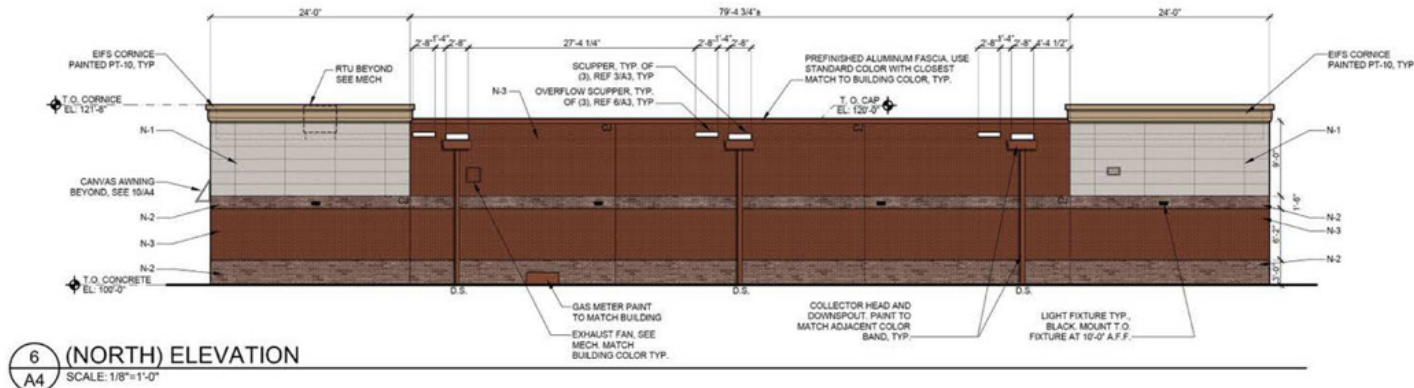 24'-0"
79'-4 3/4"±
24'-0"
2'-8"
1'-4"
2'-8"
27'-4 1/4"
2'-8"
1'-4"
2'-8"
2'-8"
1'-4"
2'-8"
4'-4 1/2"
EIFS CORNICE
PAINTED PT-10, TYP
RTU BEYOND
SEE MECH
SCUPPER, TYP. OF
(3), REF 3/A3, TYP
PREFINISHED ALUMINUM FASCIA, USE
STANDARD COLOR WITH CLOSEST
MATCH TO BUILDING COLOR, TYP.
EIFS CORNICE
PAINTED PT-10, TYP
T.O. CORNICE
EL: 121'-8"
N-3
OVERFLOW SCUPPER, TYP.
OF (3), REF 6/A3, TYP
T. O. CAP
EL: 120'-0"
N-1
CJ
CJ
N-1
9'-0"
CANVAS AWNING
BEYOND, SEE 10/A4
CJ
CJ
1'-6"
N-2
N-2
N-3
6'-2"
N-3
N-2
N-2
3'-0"
T.O. CONCRETE
EL: 100'-0"
D.S.
D.S.
D.S.
GAS METER PAINT
TO MATCH BUILDING
EXHAUST FAN, SEE
MECH. MATCH
BUILDING COLOR TYP.
COLLECTOR HEAD AND
DOWNSPOUT. PAINT TO
MATCH ADJACENT COLOR
BAND, TYP.
LIGHT FIXTURE TYP.,
BLACK. MOUNT T.O.
FIXTURE AT 10'-0" A.F.F.
6
A4
(NORTH) ELEVATION
SCALE: 1/8"=1'-0"